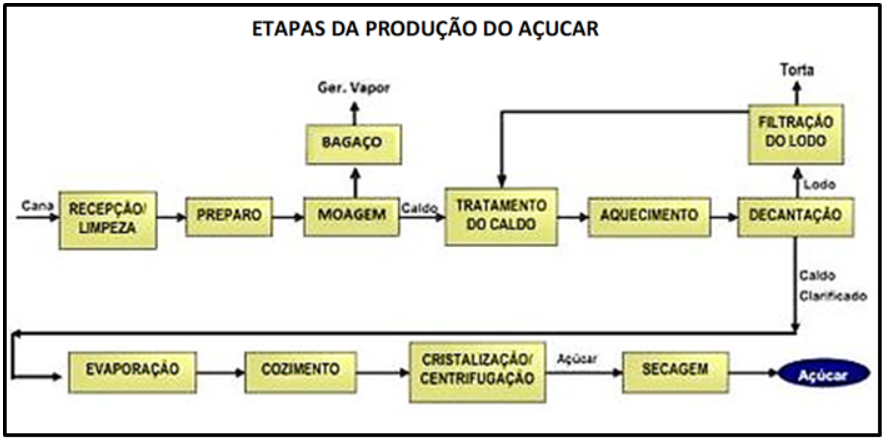 ETAPAS DA PRODUÇÃO DO AÇUCAR
Ger. Vapor
BAGAÇO
Torta
FILTRAÇÃO
DO LODO
Lodo
Cana
RECEPÇÃO/
LIMPEZA
PREPARO
MOAGEM
Caldo
TRATAMENTO
DO CALDO
AQUECIMENTO
DECANTAÇÃO
Caldo
Clarificado
EVAPORAÇÃO
COZIMENTO
CRISTALIZAÇÃO/
CENTRIFUGAÇÃO
Açúcar
SECAGEM
Açúcar